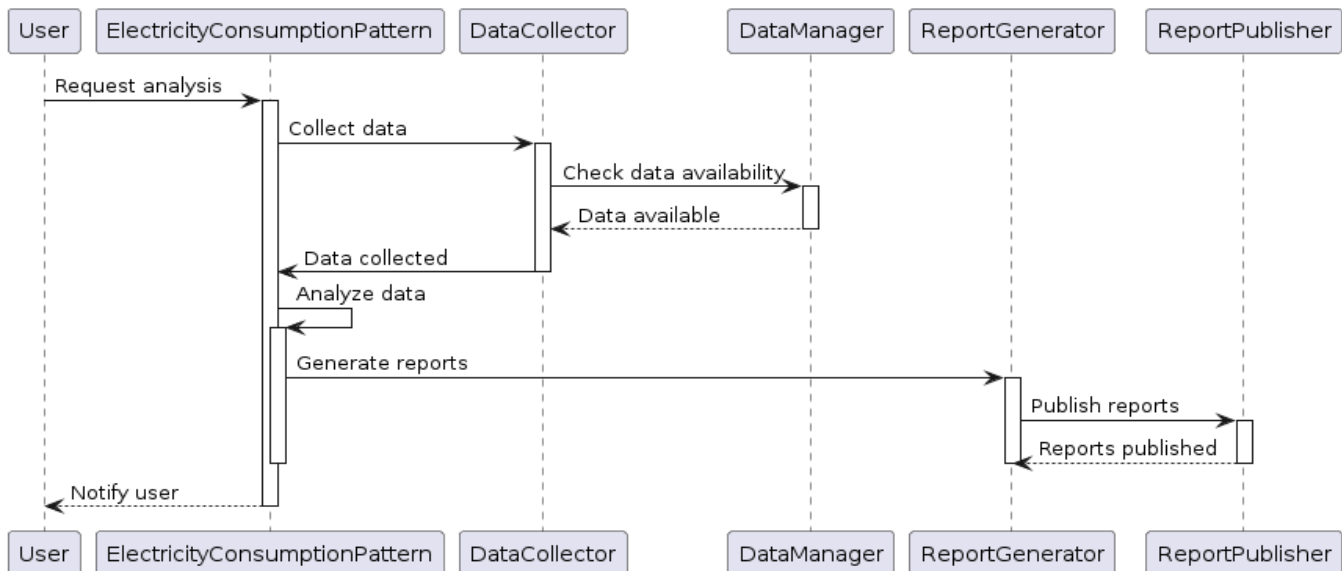 User ElectricityConsumptionPattern DataCollector DataManager ReportGenerator ReportPublisher
Request analysis
Collect data
Check data availability
Data available
Data collected
Analyze data
Generate reports
Publish reports
Reports published
Notify user
User ElectricityConsumptionPattern DataCollector DataManager ReportGenerator ReportPublisher